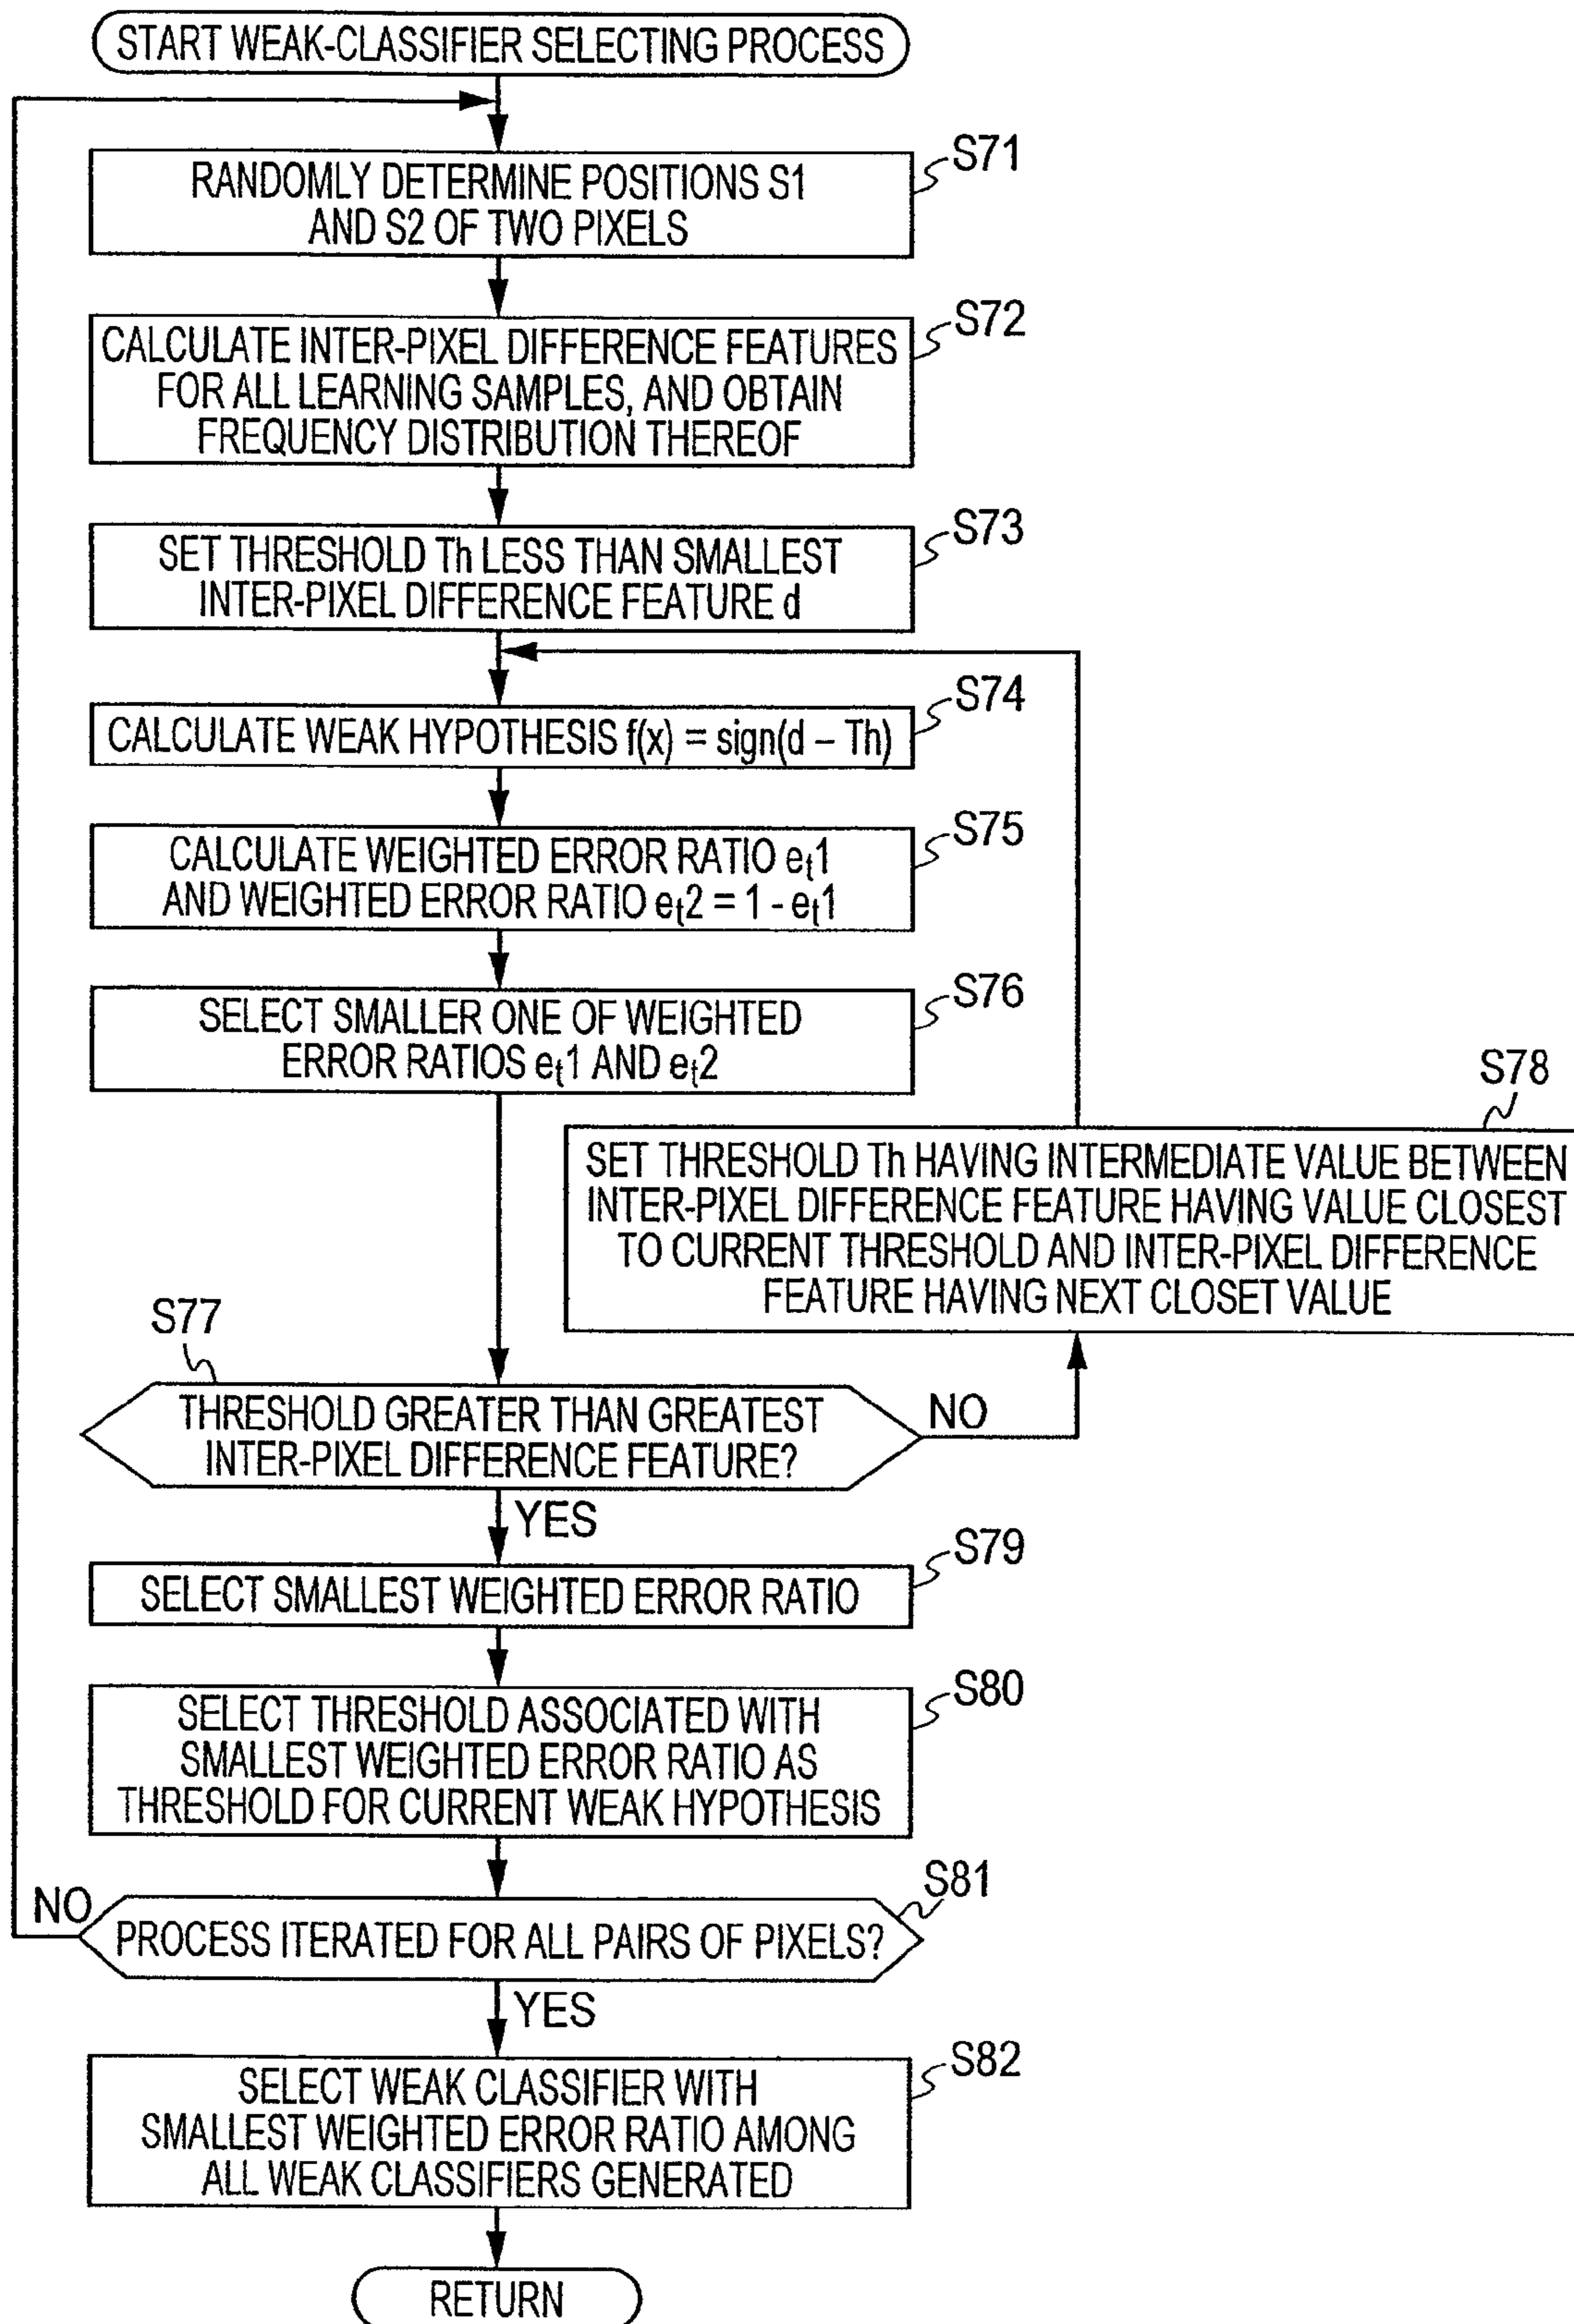 START WEAK-CLASSIFIER SELECTING PROCESS
S71
RANDOMLY DETERMINE POSITIONS S1
AND S2 OF TWO PIXELS
S72
CALCULATE INTER-PIXEL DIFFERENCE FEATURES
FOR ALL LEARNING SAMPLES, AND OBTAIN
FREQUENCY DISTRIBUTION THEREOF
S73
SET THRESHOLD Th LESS THAN SMALLEST
INTER-PIXEL DIFFERENCE FEATURE d
S74
CALCULATE WEAK HYPOTHESIS f(x) = sign(d – Th)
S75
CALCULATE WEIGHTED ERROR RATIO eₜ1
AND WEIGHTED ERROR RATIO eₜ2 = 1 - eₜ1
S76
SELECT SMALLER ONE OF WEIGHTED
ERROR RATIOS eₜ1 AND eₜ2
S78
SET THRESHOLD Th HAVING INTERMEDIATE VALUE BETWEEN
INTER-PIXEL DIFFERENCE FEATURE HAVING VALUE CLOSEST
TO CURRENT THRESHOLD AND INTER-PIXEL DIFFERENCE
FEATURE HAVING NEXT CLOSET VALUE
S77
THRESHOLD GREATER THAN GREATEST
INTER-PIXEL DIFFERENCE FEATURE?
NO
YES
S79
SELECT SMALLEST WEIGHTED ERROR RATIO
S80
SELECT THRESHOLD ASSOCIATED WITH
SMALLEST WEIGHTED ERROR RATIO AS
THRESHOLD FOR CURRENT WEAK HYPOTHESIS
S81
NO
PROCESS ITERATED FOR ALL PAIRS OF PIXELS?
YES
S82
SELECT WEAK CLASSIFIER WITH
SMALLEST WEIGHTED ERROR RATIO AMONG
ALL WEAK CLASSIFIERS GENERATED
RETURN